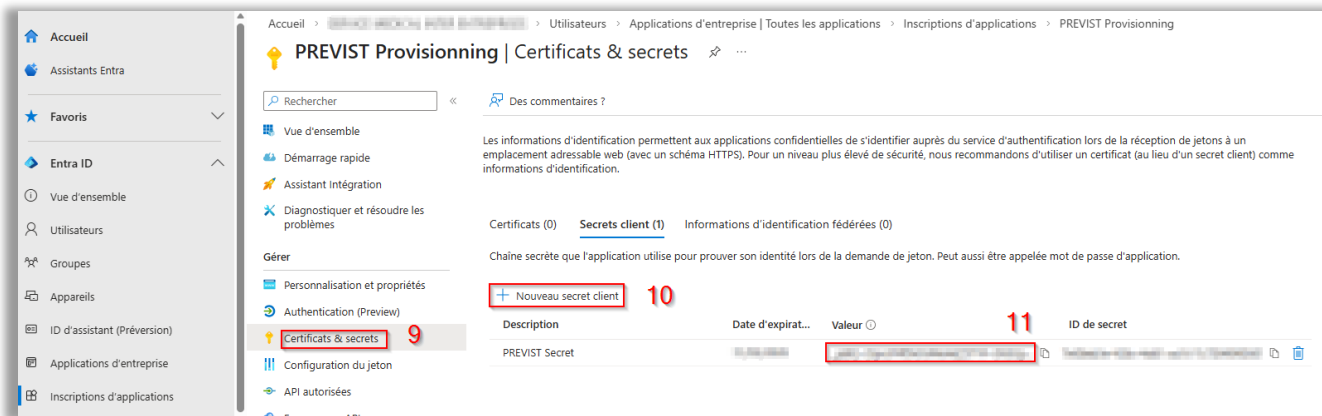 Accueil
Assistants Entra
Favoris
Entra ID
Vue d'ensemble
Utilisateurs
Groupes
Appareils
ID d'assistant (Préversion)
Applications d'entreprise
Inscriptions d'applications
Accueil > > Utilisateurs > Applications d'entreprise | Toutes les applications > Inscriptions d'applications > PREVIST Provisionning
PREVIST Provisionning | Certificats & secrets
Rechercher
Vue d'ensemble
Démarrage rapide
Assistant Intégration
Diagnostiquer et résoudre les
problèmes
Gérer
Personnalisation et propriétés
Authentication (Preview)
Certificats & secrets 9
Configuration du jeton
API autorisées
Des commentaires ?
Les informations d'identification permettent aux applications confidentielles de s'identifier auprès du service d'authentification lors de la réception de jetons à un
emplacement adressable web (avec un schéma HTTPS). Pour un niveau plus élevé de sécurité, nous recommandons d'utiliser un certificat (au lieu d'un secret client) comme
informations d'identification.
Certificats (0) Secrets client (1) Informations d'identification fédérées (0)
Chaîne secrète que l'application utilise pour prouver son identité lors de la demande de jeton. Peut aussi être appelée mot de passe d'application.
+ Nouveau secret client 10
Description Date d'expirat... Valeur 11 ID de secret
PREVIST Secret